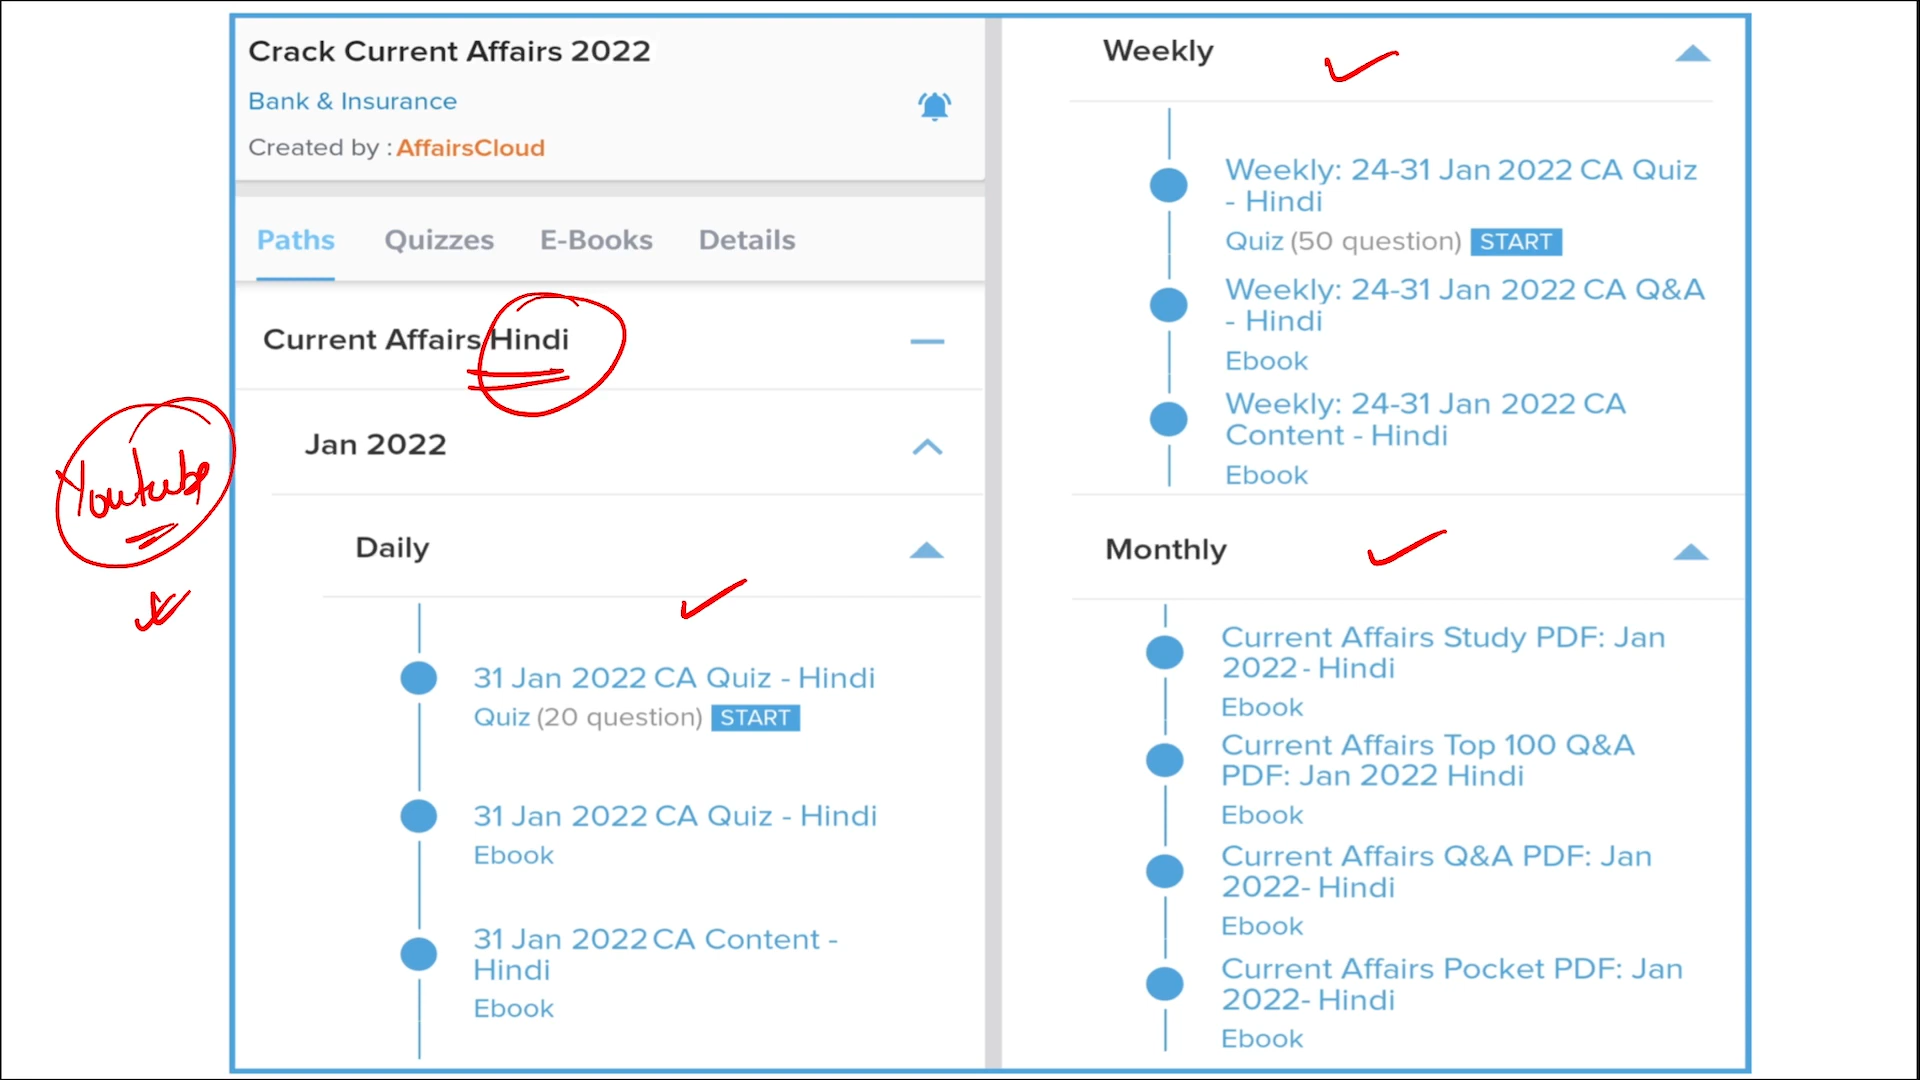 Crack Current Affairs 2022
Bank & Insurance
Created by : AffairsCloud
Paths Quizzes E-Books Details
Current Affairs Hindi
Jan 2022
Youtube
Daily
31 Jan 2022 CA Quiz - Hindi
Quiz (20 question) START
31 Jan 2022 CA Quiz - Hindi
Ebook
31 Jan 2022 CA Content -
Hindi
Ebook
Weekly
Weekly: 24-31 Jan 2022 CA Quiz
- Hindi
Quiz (50 question) START
Weekly: 24-31 Jan 2022 CA Q&A
- Hindi
Ebook
Weekly: 24-31 Jan 2022 CA
Content - Hindi
Ebook
Monthly
Current Affairs Study PDF: Jan
2022- Hindi
Ebook
Current Affairs Top 100 Q&A
PDF: Jan 2022 Hindi
Ebook
Current Affairs Q&A PDF: Jan
2022- Hindi
Ebook
Current Affairs Pocket PDF: Jan
2022- Hindi
Ebook